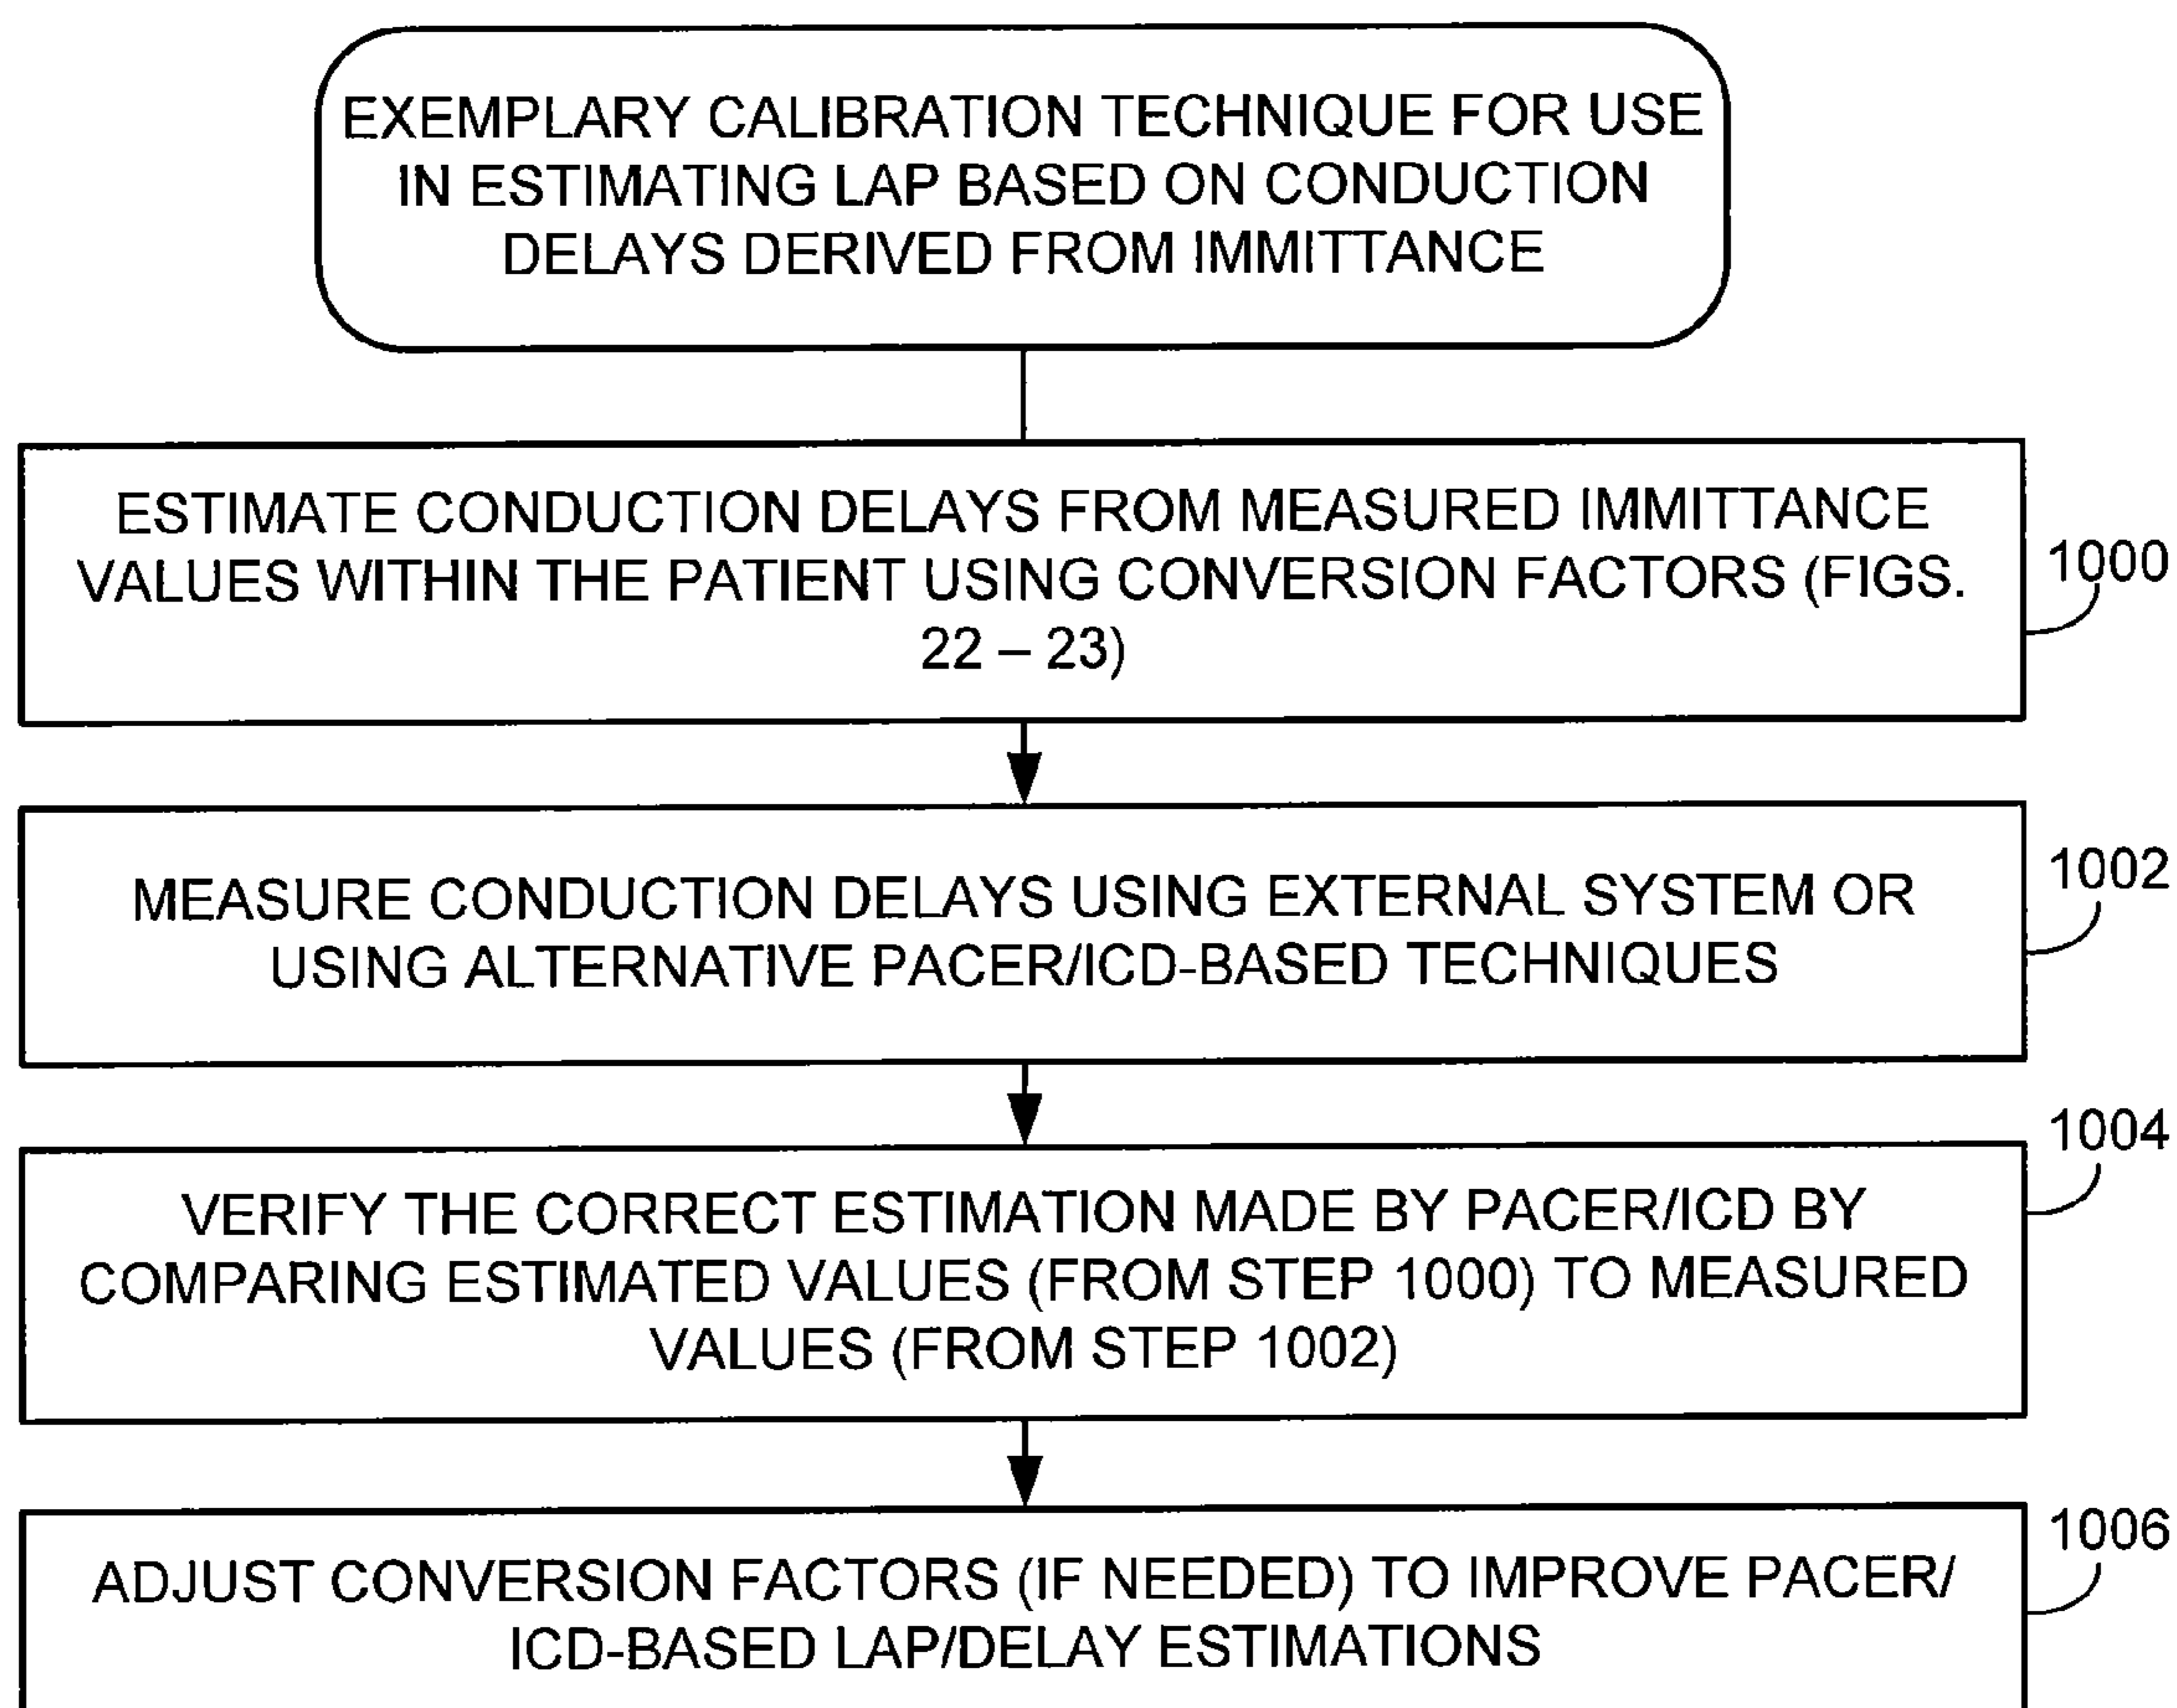 EXEMPLARY CALIBRATION TECHNIQUE FOR USE
IN ESTIMATING LAP BASED ON CONDUCTION
DELAYS DERIVED FROM IMMITTANCE
ESTIMATE CONDUCTION DELAYS FROM MEASURED IMMITTANCE
VALUES WITHIN THE PATIENT USING CONVERSION FACTORS (FIGS.
22 – 23)
1000
MEASURE CONDUCTION DELAYS USING EXTERNAL SYSTEM OR
USING ALTERNATIVE PACER/ICD-BASED TECHNIQUES
1002
VERIFY THE CORRECT ESTIMATION MADE BY PACER/ICD BY
COMPARING ESTIMATED VALUES (FROM STEP 1000) TO MEASURED
VALUES (FROM STEP 1002)
1004
ADJUST CONVERSION FACTORS (IF NEEDED) TO IMPROVE PACER/
ICD-BASED LAP/DELAY ESTIMATIONS
1006